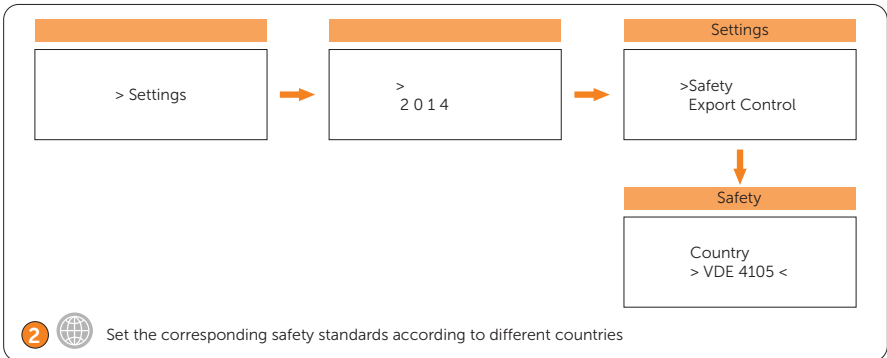 Settings
> Settings
>
2 0 1 4
>Safety
Export Control
Safety
Country
> VDE 4105 <
2
Set the corresponding safety standards according to different countries